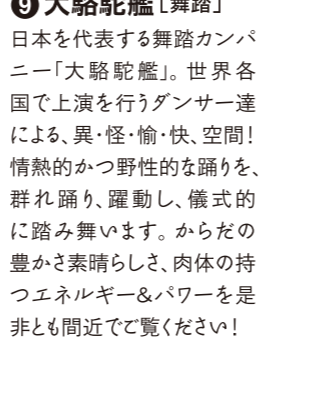 ❾大駱駝艦［舞踏］
日本を代表する舞踏カンパ
ニー「大駱駝艦」。世界各
国で上演を行うダンサー達
による、異・怪・愉・快、空間！
情熱的かつ野性的な踊りを、
群れ踊り、躍動し、儀式的
に踏み舞います。からだの
豊かさ素晴らしさ、肉体の持
つエネルギー&パワーを是
非とも間近でご覧ください！